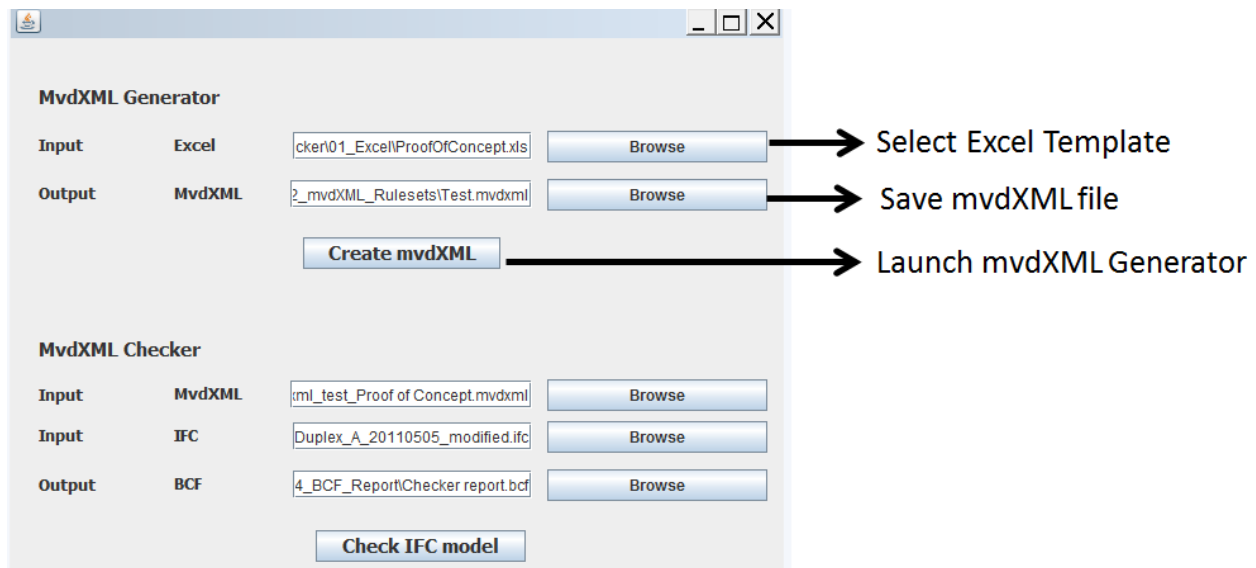 MvdXML Generator
Input Excel cker\01_Excel\ProofOfConcept.xls Browse Select Excel Template
Output MvdXML 2_mvdXML_Rulesets\Test.mvdxml Browse Save mvdXML file
Create mvdXML Launch mvdXML Generator
MvdXML Checker
Input MvdXML xml_test_Proof of Concept.mvdxml Browse
Input IFC Duplex_A_20110505_modified.ifc Browse
Output BCF 4_BCF_Report\Checker report.bcf Browse
Check IFC model